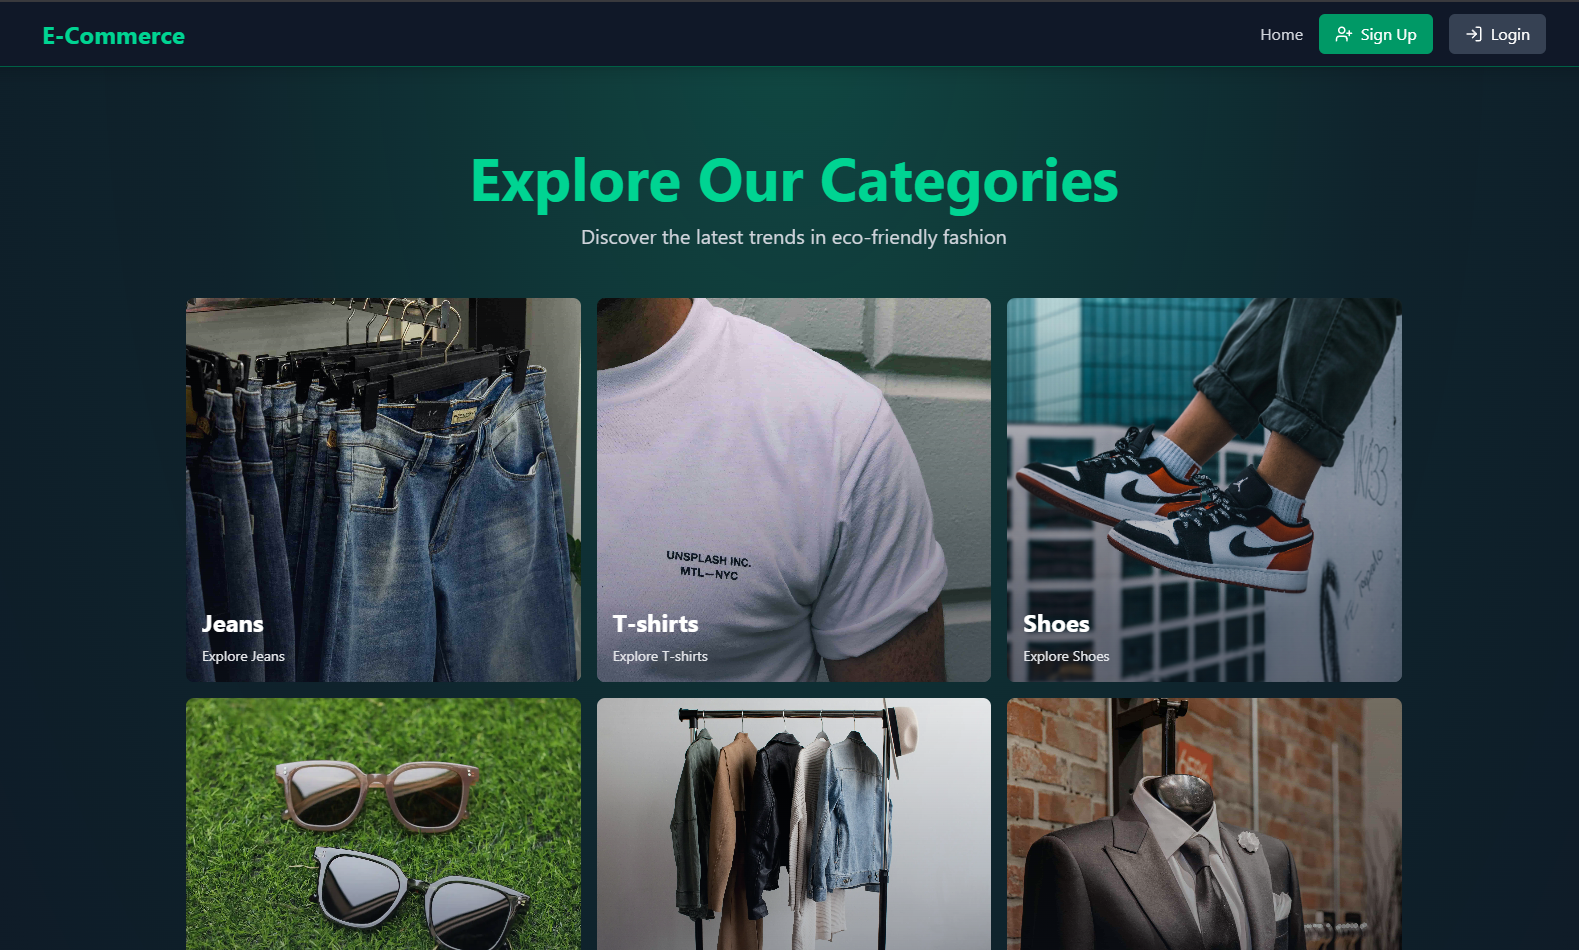 E-Commerce
Home
Sign Up
Login
Explore Our Categories
Discover the latest trends in eco-friendly fashion
UNSPLASH INC.
MTL—NYC
Jeans
Explore Jeans
T-shirts
Explore T-shirts
Shoes
Explore Shoes